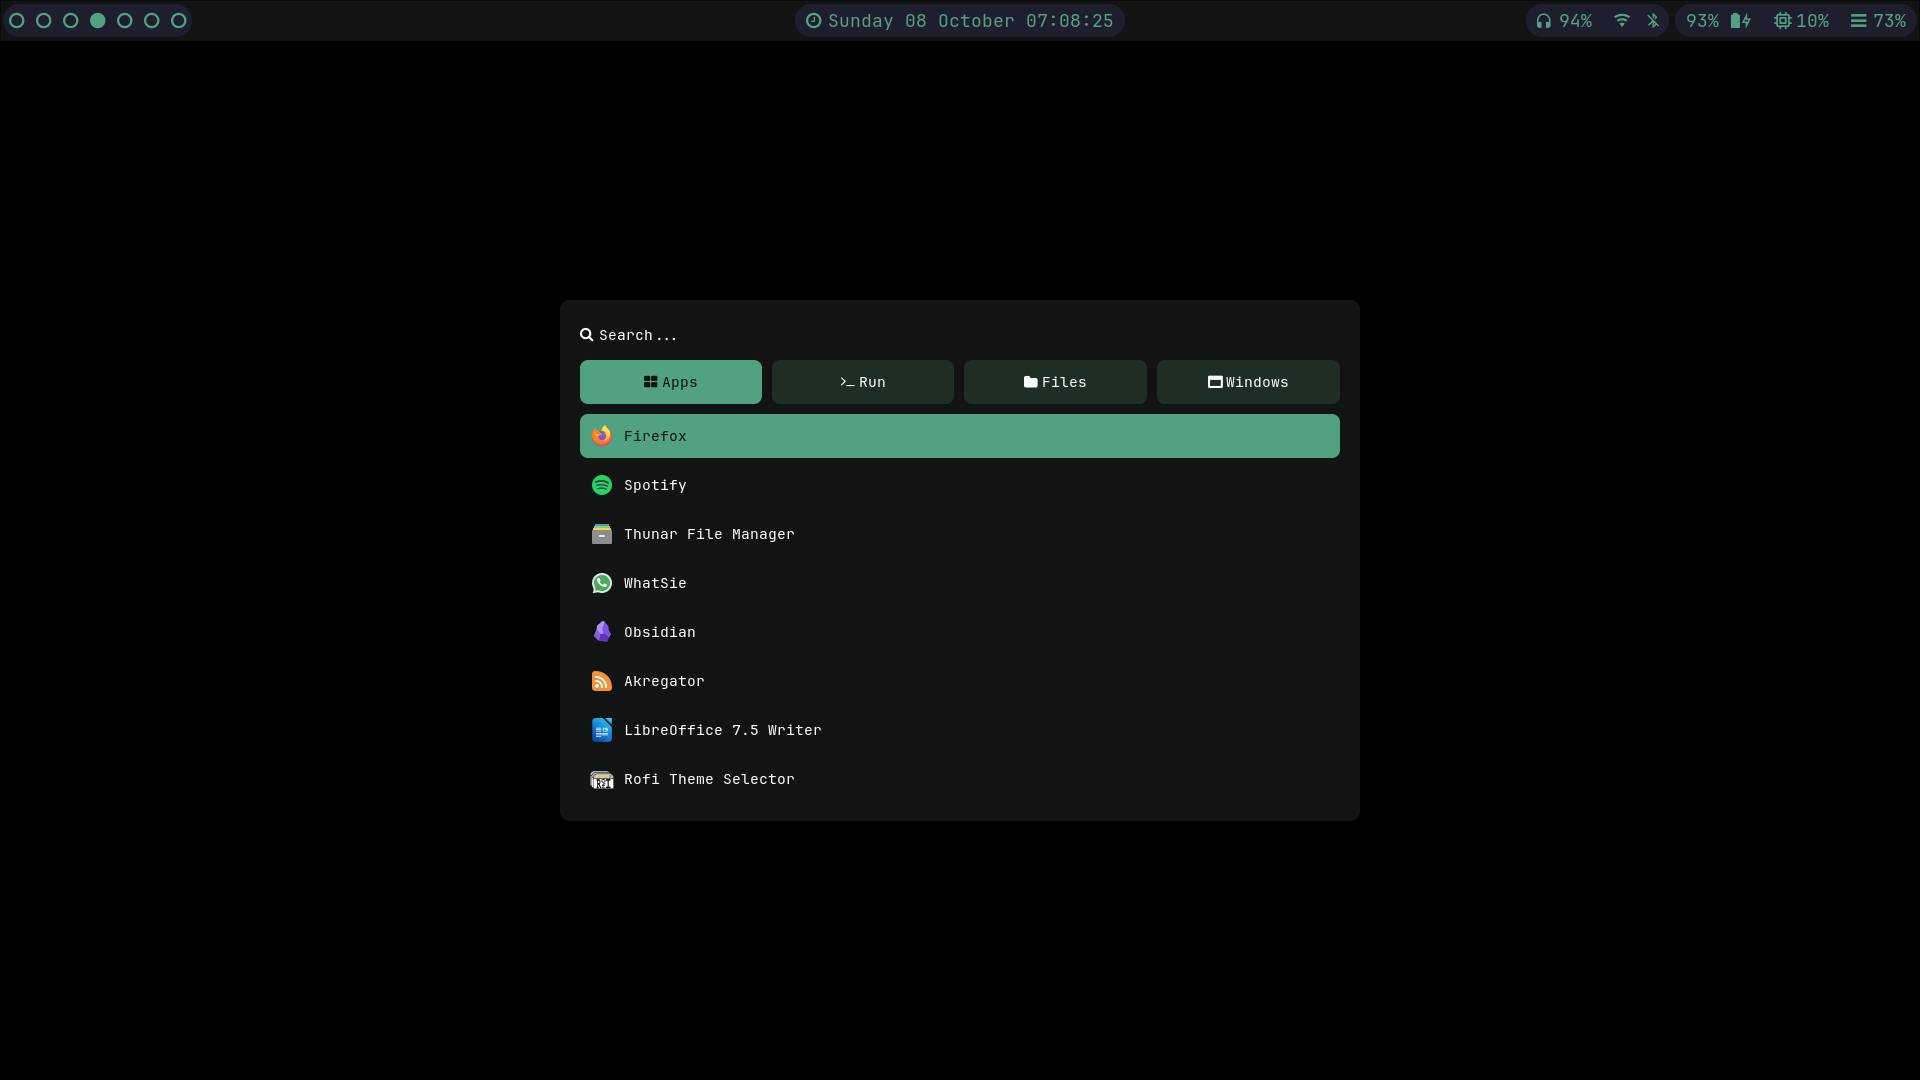 Sunday 08 October 07:08:25
94%
93% 10% 73%
Search...
Apps Run Files Windows
Firefox
Spotify
Thunar File Manager
WhatSie
Obsidian
Akregator
LibreOffice 7.5 Writer
Rofi Theme Selector